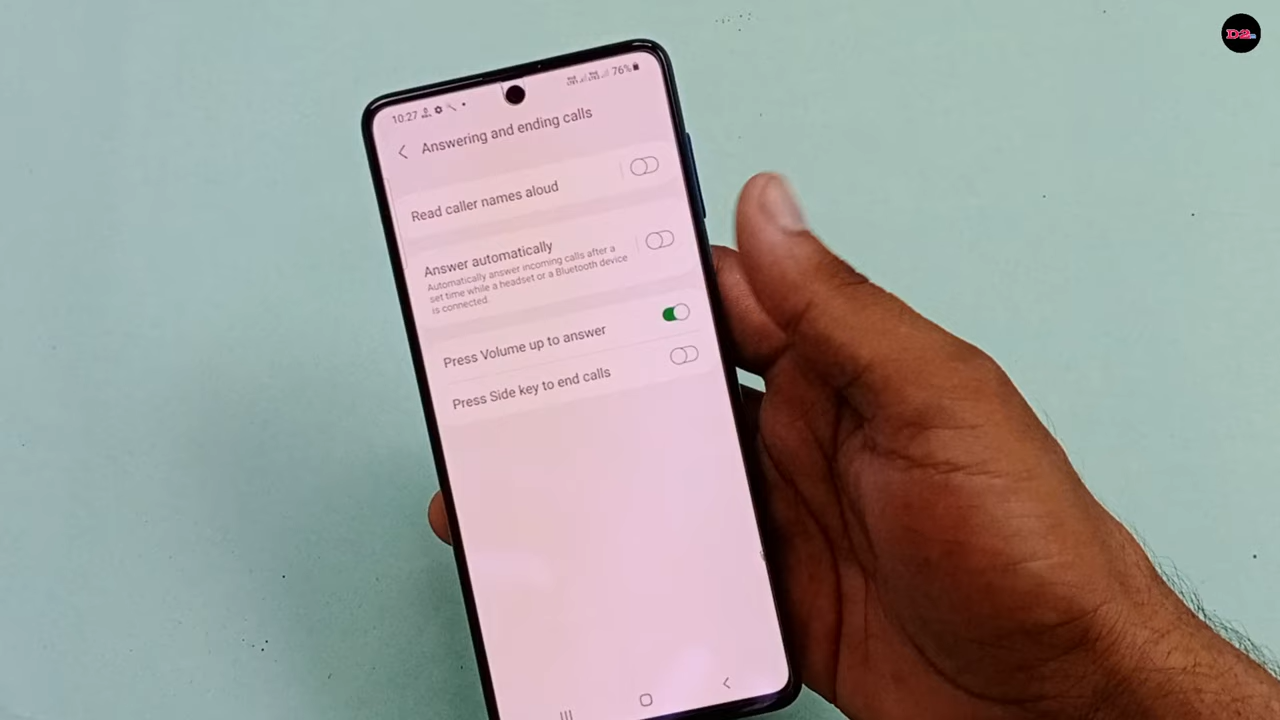 D2
10:27
76%
Answering and ending calls
Read caller names aloud
Answer automatically
Automatically answer incoming calls after a
set time while a headset or a Bluetooth device
is connected.
Press Volume up to answer
Press Side key to end calls